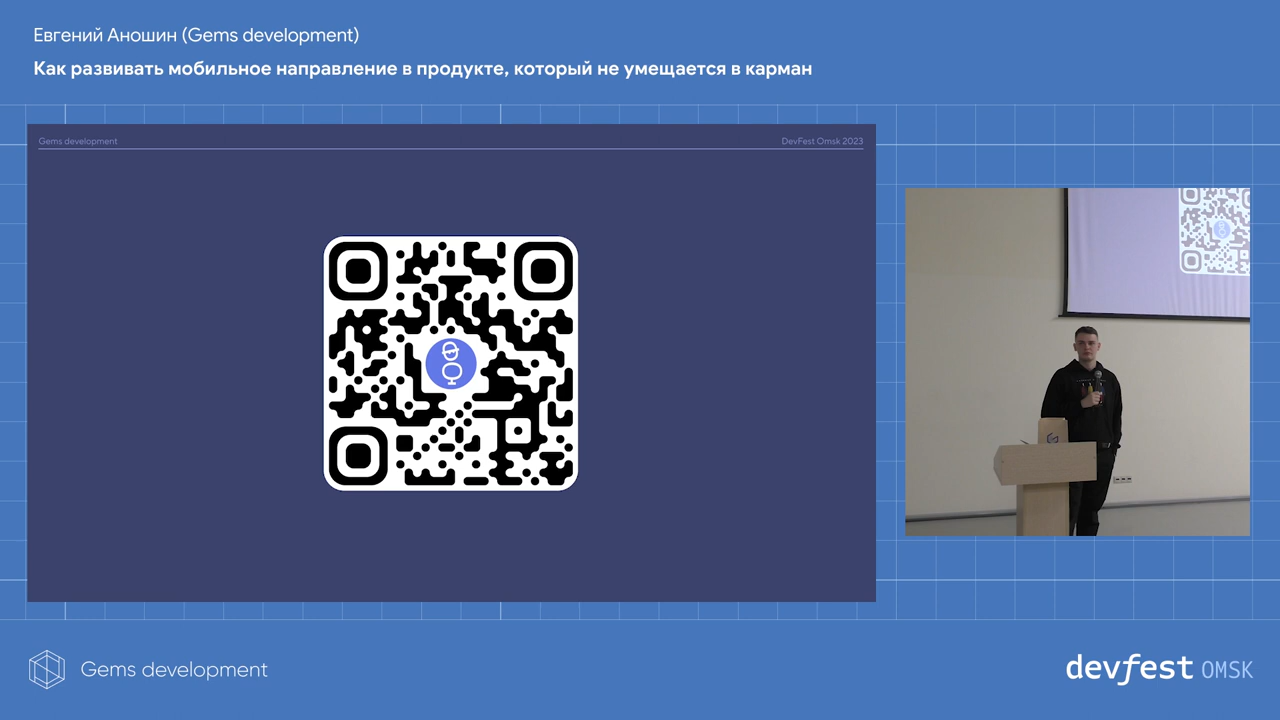 Евгений Аношин (Gems development)
Как развивать мобильное направление в продукте, который не умещается в карман
Gems development
DevFest Omsk 2023
Gems development
devfest OMSK